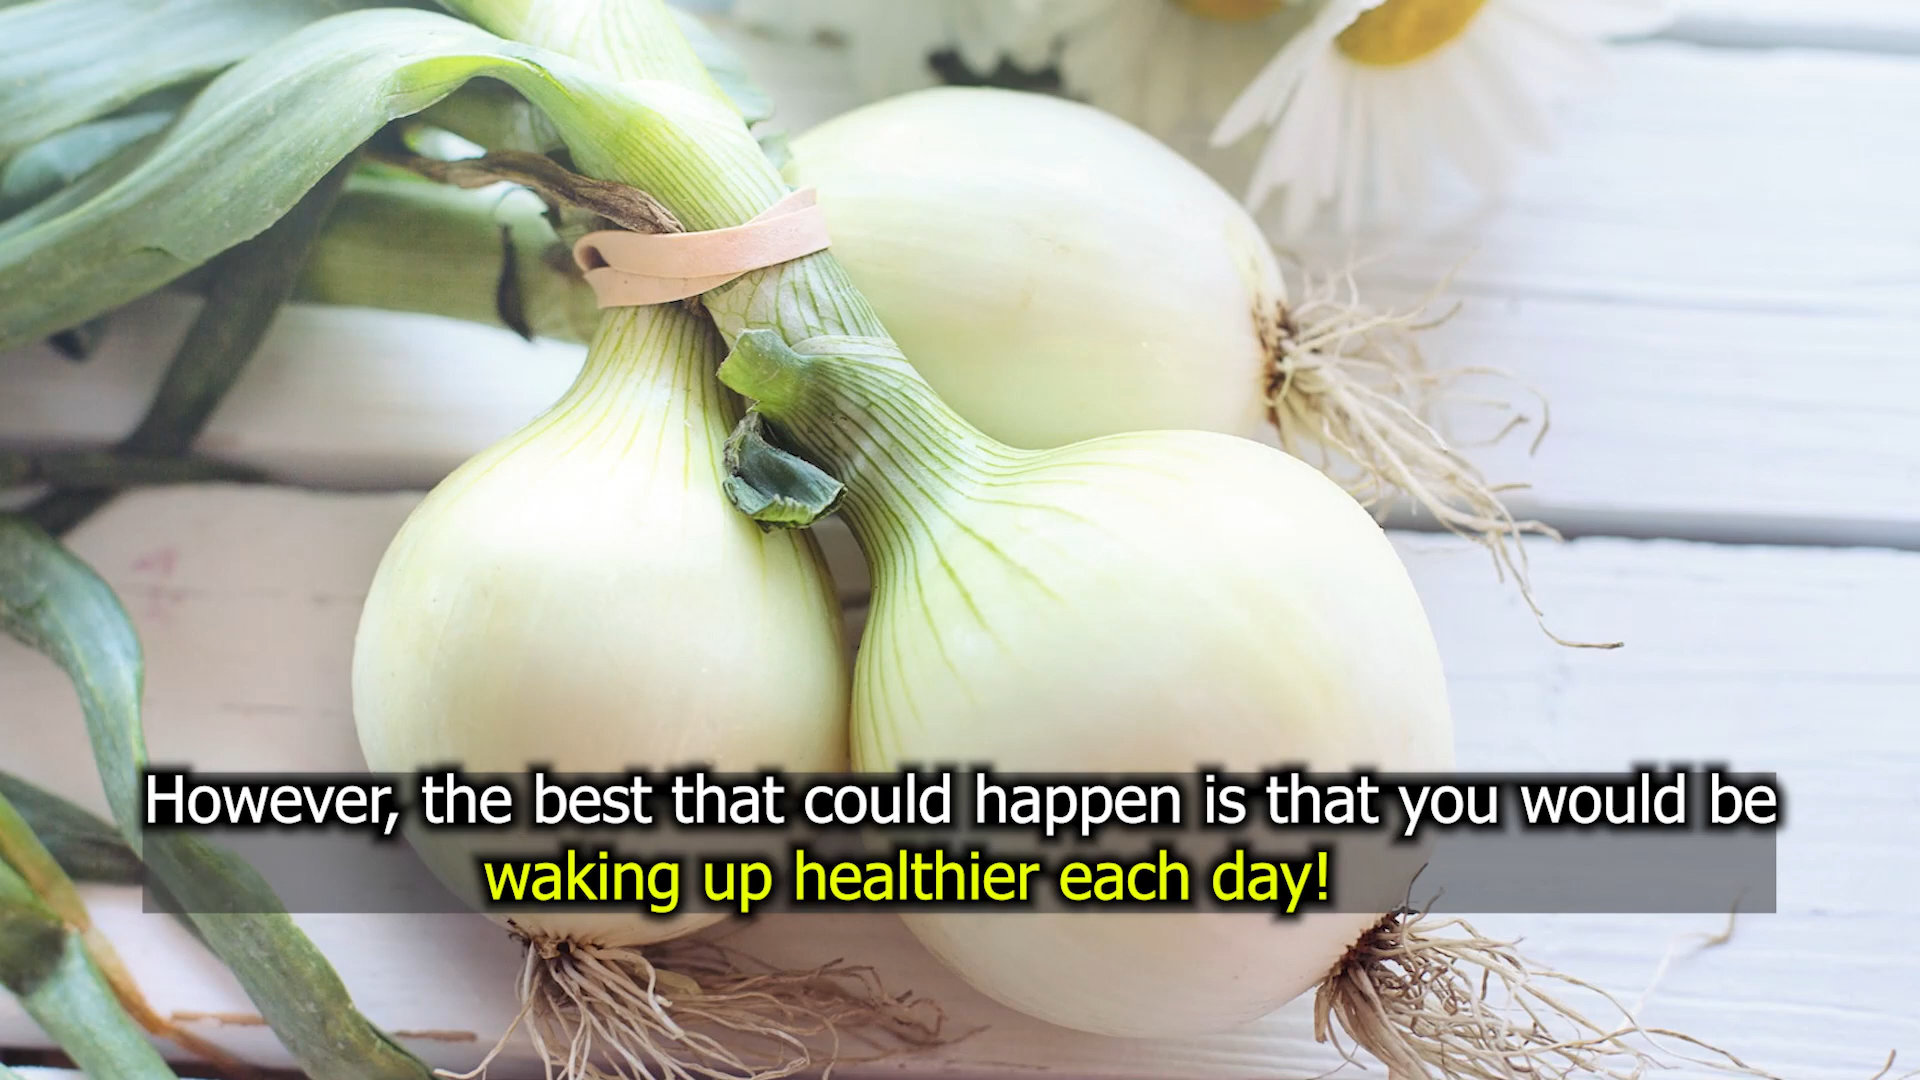 However, the best that could happen is that you would be
waking up healthier each day!